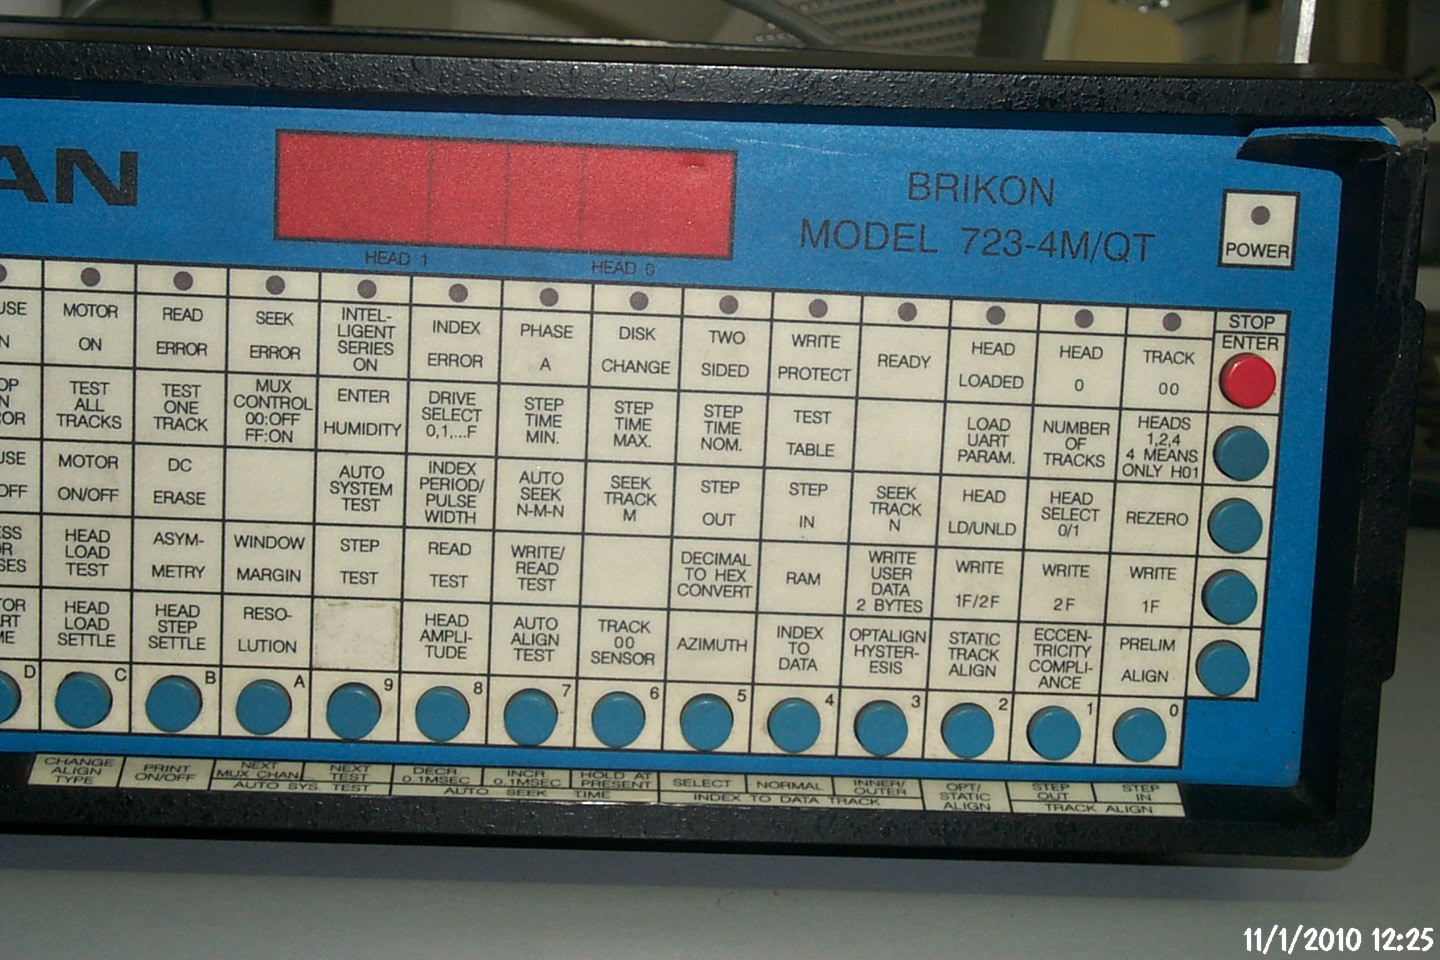 AN
BRIKON
MODEL 723-4M/QT
HEAD 1
HEAD 0
POWER
MOTOR
ON
READ
ERROR
SEEK
ERROR
INTEL-
LIGENT
SERIES
ON
INDEX
ERROR
PHASE
A
DISK
CHANGE
TWO
SIDED
WRITE
PROTECT
READY
HEAD
LOADED
HEAD
0
TRACK
00
STOP
ENTER
TEST
ALL
TRACKS
TEST
ONE
TRACK
MUX
CONTROL
00:OFF
FF:ON
ENTER
HUMIDITY
DRIVE
SELECT
0,1,...F
STEP
TIME
MIN.
STEP
TIME
MAX.
STEP
TIME
NOM.
TEST
TABLE
LOAD
UART
PARAM.
NUMBER
OF
TRACKS
HEADS
1,2,4
4 MEANS
ONLY H01
OFF
MOTOR
ON/OFF
DC
ERASE
AUTO
SYSTEM
TEST
INDEX
PERIOD/
PULSE
WIDTH
AUTO
SEEK
N-M-N
SEEK
TRACK
M
STEP
OUT
STEP
IN
SEEK
TRACK
N
HEAD
LD/UNLD
HEAD
SELECT
0/1
REZERO
HEAD
LOAD
TEST
ASYM-
METRY
WINDOW
MARGIN
STEP
TEST
READ
TEST
WRITE/
READ
TEST
DECIMAL
TO HEX
CONVERT
RAM
WRITE
USER
DATA
2 BYTES
WRITE
1F/2F
WRITE
2F
WRITE
1F
HEAD
LOAD
SETTLE
HEAD
STEP
SETTLE
RESO-
LUTION
HEAD
AMPLI-
TUDE
AUTO
ALIGN
TEST
TRACK
00
SENSOR
AZIMUTH
INDEX
TO
DATA
OPTALIGN
HYSTER-
ESIS
STATIC
TRACK
ALIGN
ECCEN-
TRICITY
COMPLI-
ANCE
PRELIM
ALIGN
D C B A 9 8 7 6 5 4 3 2 1 0
CHANGE
ALIGN
TYPE
PRINT
ON/OFF
NEXT
MUX CHAN.
NEXT
TEST
AUTO SYS. TEST
DECR
0.1MSEC
INCR
0.1MSEC
HOLD AT
PRESENT
AUTO SEEK TIME
SELECT
NORMAL
INNER/
OUTER
INDEX TO DATA TRACK
OPT/
STATIC
ALIGN
STEP
OUT
STEP
IN
TRACK ALIGN
11/1/2010 12:25